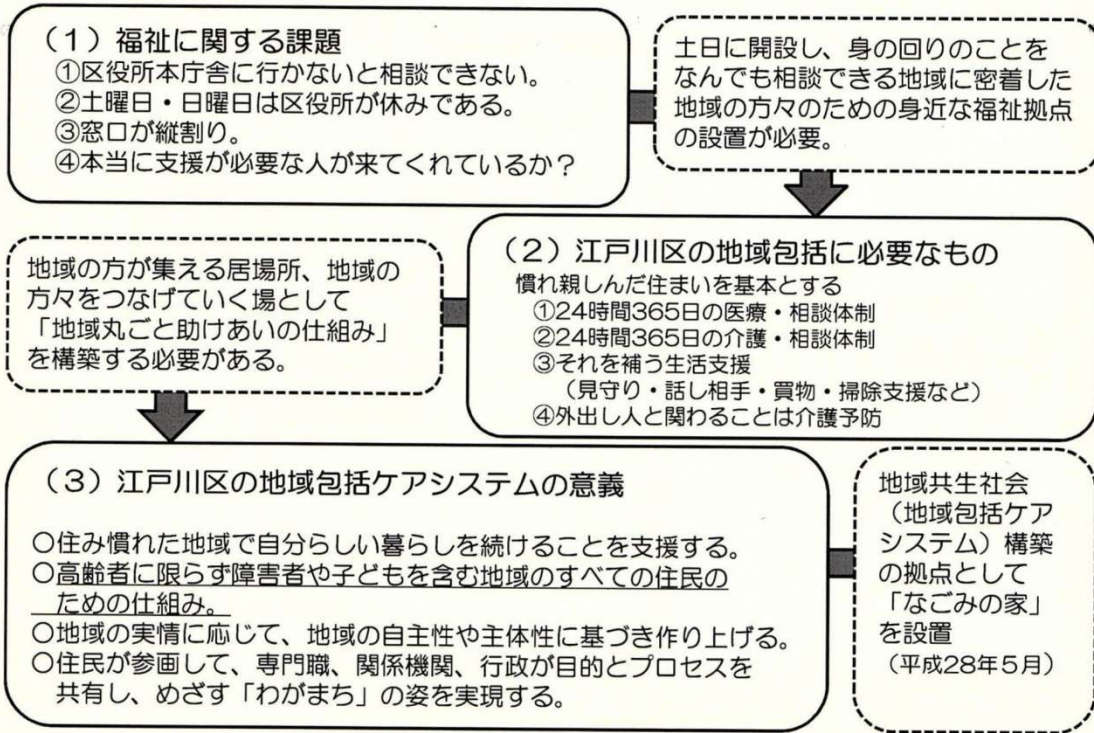 （1）福祉に関する課題
①区役所本庁舎に行かないと相談できない。
②土曜日・日曜日は区役所が休みである。
③窓口が縦割り。
④本当に支援が必要な人が来てくれているか？
土日に開設し、身の回りのことを
なんでも相談できる地域に密着した
地域の方々のための身近な福祉拠点
の設置が必要。
（2）江戸川区の地域包括に必要なもの
慣れ親しんだ住まいを基本とする
①24時間365日の医療・相談体制
②24時間365日の介護・相談体制
③それを補う生活支援
（見守り・話し相手・買物・掃除支援など）
④外出し人と関わることは介護予防
地域の方が集える居場所、地域の
方々をつなげていく場として
「地域丸ごと助けあいの仕組み」
を構築する必要がある。
（3）江戸川区の地域包括ケアシステムの意義
○住み慣れた地域で自分らしい暮らしを続けることを支援する。
○高齢者に限らず障害者や子どもを含む地域のすべての住民の
ための仕組み。
○地域の実情に応じて、地域の自主性や主体性に基づき作り上げる。
○住民が参画して、専門職、関係機関、行政が目的とプロセスを
共有し、めざす「わがまち」の姿を実現する。
地域共生社会
（地域包括ケア
システム）構築
の拠点として
「なごみの家」
を設置
（平成28年5月）